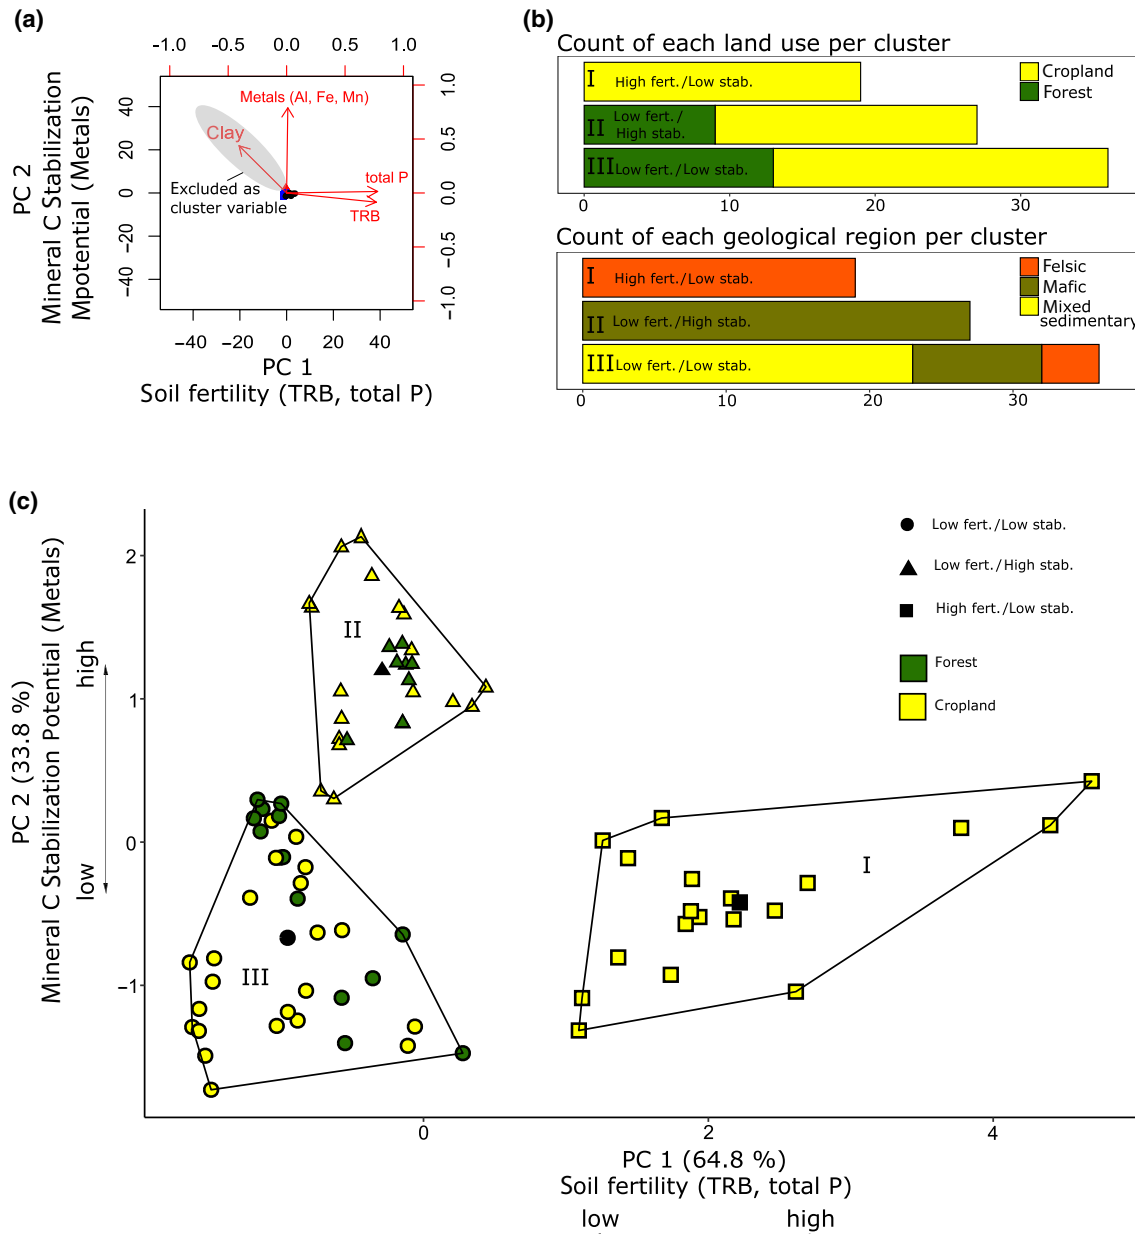 (a)
-1.0 -0.4 0.0 0.4 1.0
PC 2
Mineral C Stabilization
Mpotential (Metals)
40
20
0
−20
−40
Metals (Al, Fe, Mn)
Clay
Excluded as
cluster variable
total P
TRB
1.0
0.5
0.0
-0.5
-1.0
−40 −20 0 20 40
PC 1
Soil fertility (TRB, total P)
(b)
Count of each land use per cluster
I High fert./Low stab.
II Low fert./
High stab.
III Low fert./Low stab.
Cropland
Forest
0 10 20 30
Count of each geological region per cluster
I High fert./Low stab.
II Low fert./High stab.
III Low fert./Low stab.
Felsic
Mafic
Mixed
sedimentary
0 10 20 30
(c)
PC 2 (33.8 %)
Mineral C Stabilization Potential (Metals)
low high
2
1
0
−1
II
III
I
Low fert./Low stab.
Low fert./High stab.
High fert./Low stab.
Forest
Cropland
0 2 4
PC 1 (64.8 %)
Soil fertility (TRB, total P)
low high